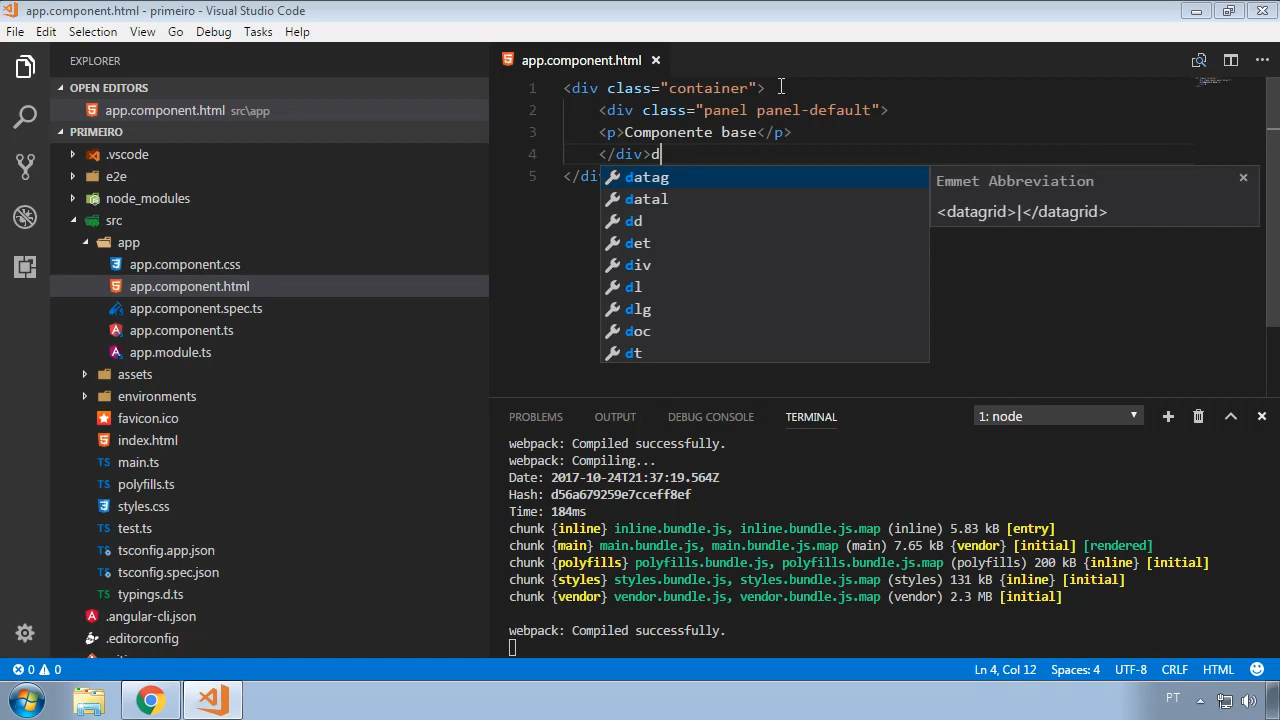 app.component.html - primeiro - Visual Studio Code
File Edit Selection View Go Debug Tasks Help
EXPLORER
OPEN EDITORS
app.component.html src\app
PRIMEIRO
.vscode
e2e
node_modules
src
app
app.component.css
app.component.html
app.component.spec.ts
app.component.ts
app.module.ts
assets
environments
favicon.ico
index.html
main.ts
polyfills.ts
styles.css
test.ts
tsconfig.app.json
tsconfig.spec.json
typings.d.ts
.angular-cli.json
.editorconfig
app.component.html
1 <div class="container">
2 <div class="panel panel-default">
3 <p>Componente base</p>
4 </div>d
5 </div
datag
datal
dd
det
div
dl
dlg
doc
dt
Emmet Abbreviation
<datagrid>|</datagrid>
PROBLEMS OUTPUT DEBUG CONSOLE TERMINAL 1: node
webpack: Compiled successfully.
webpack: Compiling...
Date: 2017-10-24T21:37:19.564Z
Hash: d56a679259e7cceff8ef
Time: 184ms
chunk {inline} inline.bundle.js, inline.bundle.js.map (inline) 5.83 kB [entry]
chunk {main} main.bundle.js, main.bundle.js.map (main) 7.65 kB {vendor} [initial] [rendered]
chunk {polyfills} polyfills.bundle.js, polyfills.bundle.js.map (polyfills) 200 kB {inline} [initial]
chunk {styles} styles.bundle.js, styles.bundle.js.map (styles) 131 kB {inline} [initial]
chunk {vendor} vendor.bundle.js, vendor.bundle.js.map (vendor) 2.3 MB [initial]
webpack: Compiled successfully.
0 0 Ln 4, Col 12 Spaces: 4 UTF-8 CRLF HTML
PT